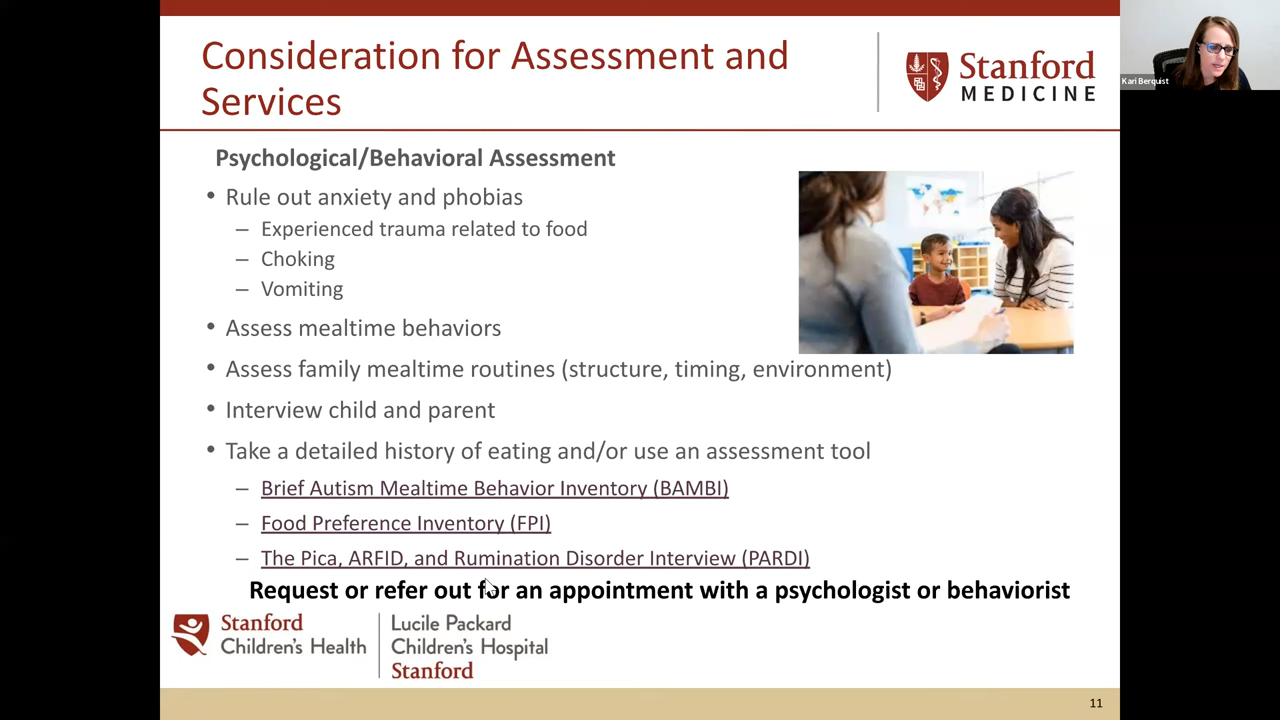 Consideration for Assessment and
Services
Stanford
MEDICINE
Kari Berquist
Psychological/Behavioral Assessment
• Rule out anxiety and phobias
– Experienced trauma related to food
– Choking
– Vomiting
• Assess mealtime behaviors
• Assess family mealtime routines (structure, timing, environment)
• Interview child and parent
• Take a detailed history of eating and/or use an assessment tool
– Brief Autism Mealtime Behavior Inventory (BAMBI)
– Food Preference Inventory (FPI)
– The Pica, ARFID, and Rumination Disorder Interview (PARDI)
Request or refer out for an appointment with a psychologist or behaviorist
Stanford
Children's Health
Lucile Packard
Children's Hospital
Stanford
11